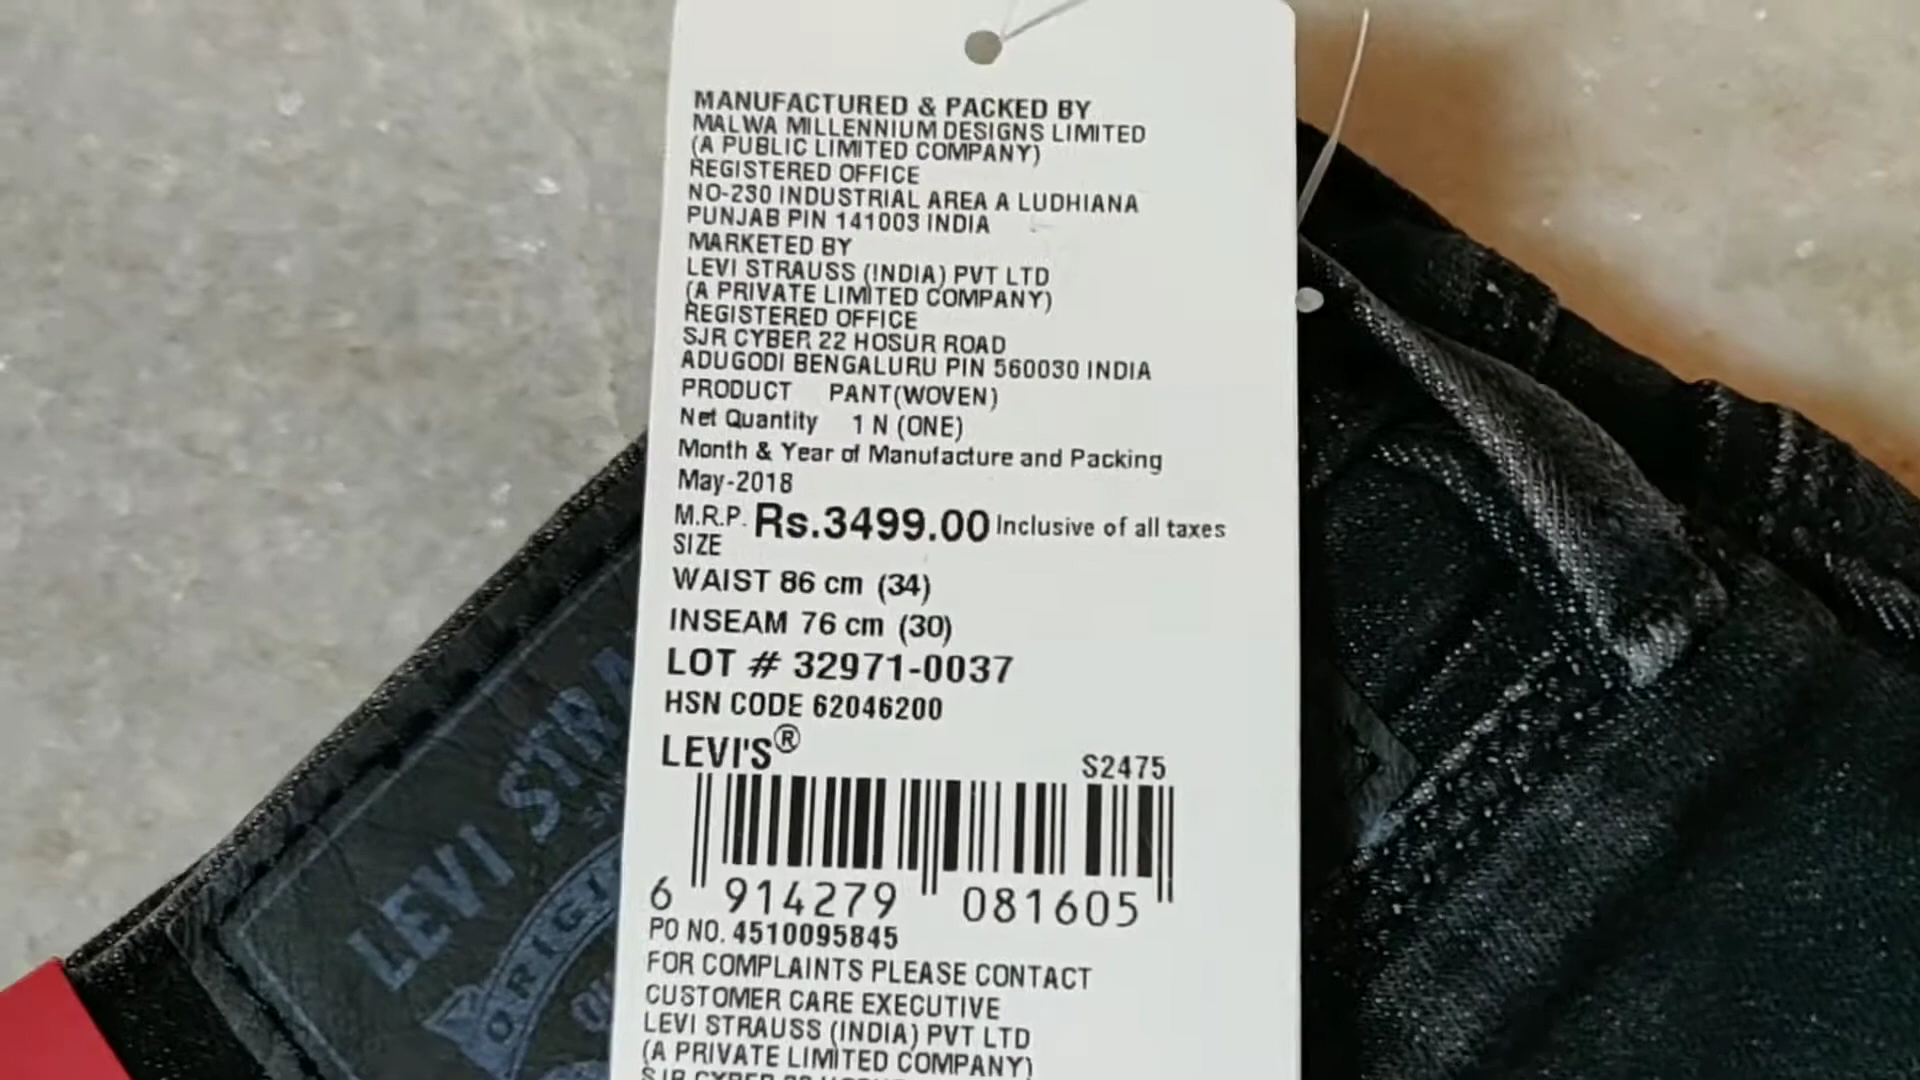 MANUFACTURED & PACKED BY
MALWA MILLENNIUM DESIGNS LIMITED
(A PUBLIC LIMITED COMPANY)
REGISTERED OFFICE
NO-230 INDUSTRIAL AREA A LUDHIANA
PUNJAB PIN 141003 INDIA
MARKETED BY
LEVI STRAUSS (INDIA) PVT LTD
(A PRIVATE LIMITED COMPANY)
REGISTERED OFFICE
SJR CYBER 22 HOSUR ROAD
ADUGODI BENGALURU PIN 560030 INDIA
PRODUCT PANT(WOVEN)
Net Quantity 1 N (ONE)
Month & Year of Manufacture and Packing
May-2018
M.R.P. Rs.3499.00 Inclusive of all taxes
SIZE
WAIST 86 cm (34)
INSEAM 76 cm (30)
LOT # 32971-0037
HSN CODE 62046200
LEVI'S® S2475
6 914279 081605
PO NO. 4510095845
FOR COMPLAINTS PLEASE CONTACT
CUSTOMER CARE EXECUTIVE
LEVI STRAUSS (INDIA) PVT LTD
(A PRIVATE LIMITED COMPANY)
LEVI STRA
ORIGI